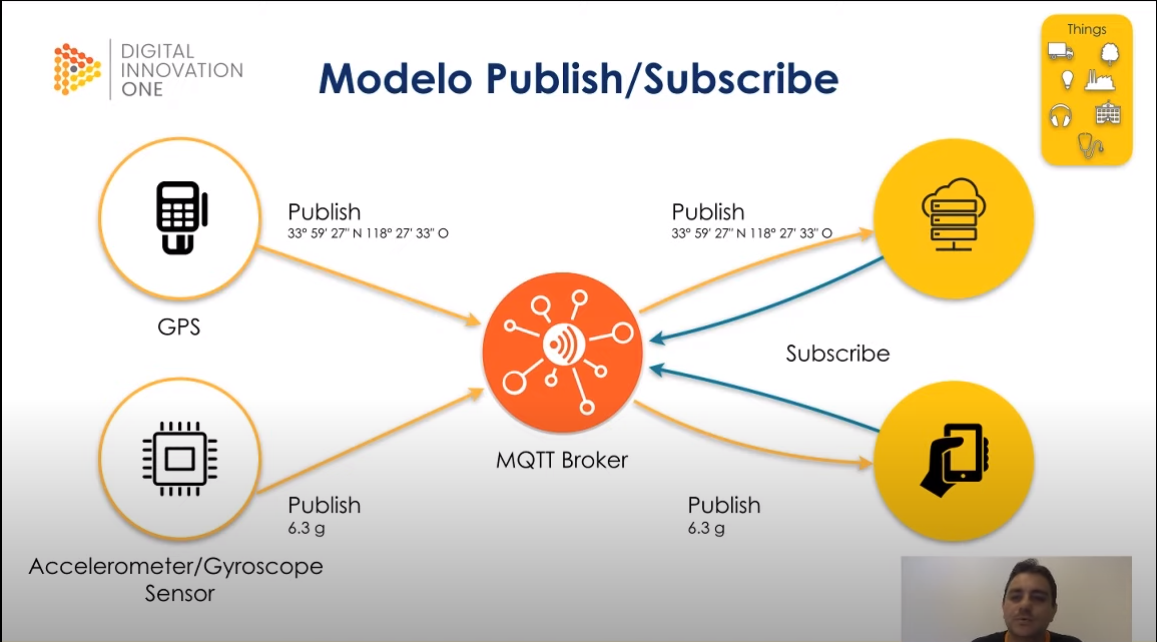 DIGITAL
INNOVATION
ONE
Modelo Publish/Subscribe
Things
Publish
33° 59' 27" N 118° 27' 33" O
Publish
33° 59' 27" N 118° 27' 33" O
GPS
Subscribe
MQTT Broker
Publish
6.3 g
Publish
6.3 g
Accelerometer/Gyroscope
Sensor